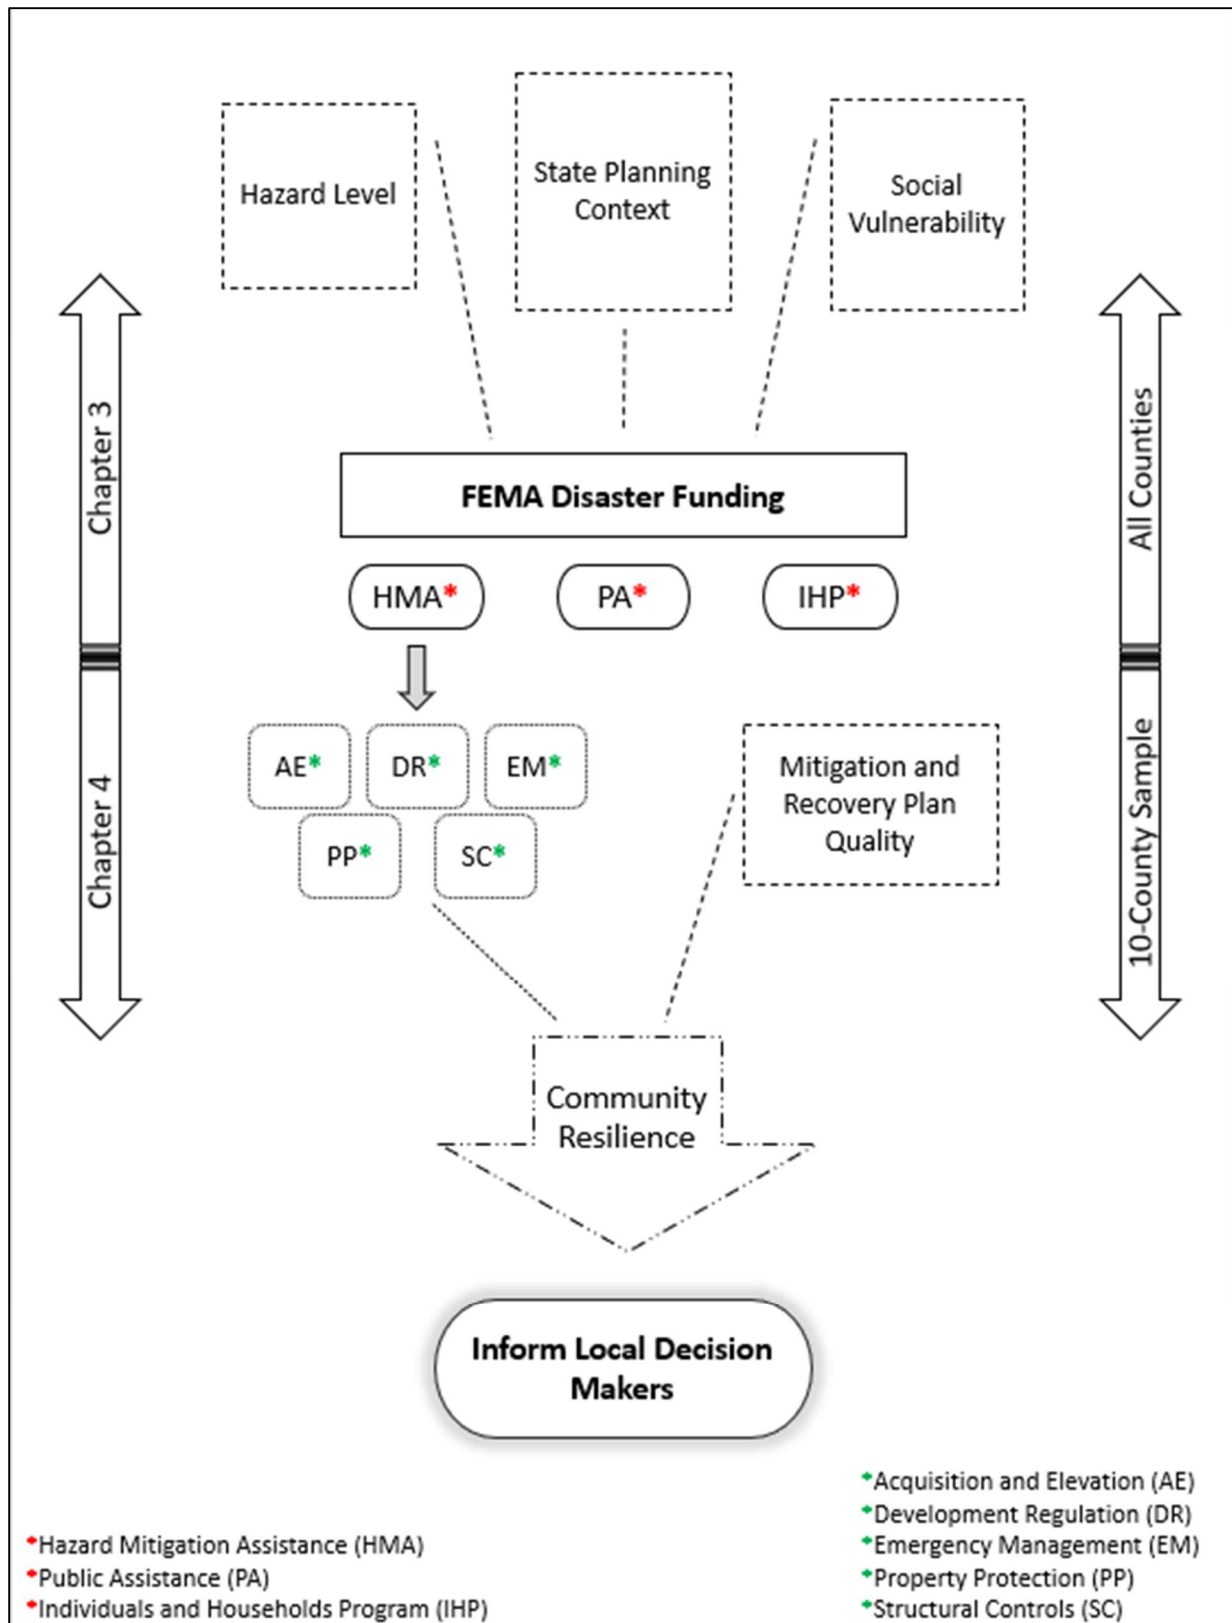 Hazard Level
State Planning
Context
Social
Vulnerability
Chapter 3
All Counties
FEMA Disaster Funding
HMA*
PA*
IHP*
Chapter 4
10-County Sample
AE*
DR*
EM*
PP*
SC*
Mitigation and
Recovery Plan
Quality
Community
Resilience
Inform Local Decision
Makers
*Hazard Mitigation Assistance (HMA)
*Public Assistance (PA)
*Individuals and Households Program (IHP)
*Acquisition and Elevation (AE)
*Development Regulation (DR)
*Emergency Management (EM)
*Property Protection (PP)
*Structural Controls (SC)